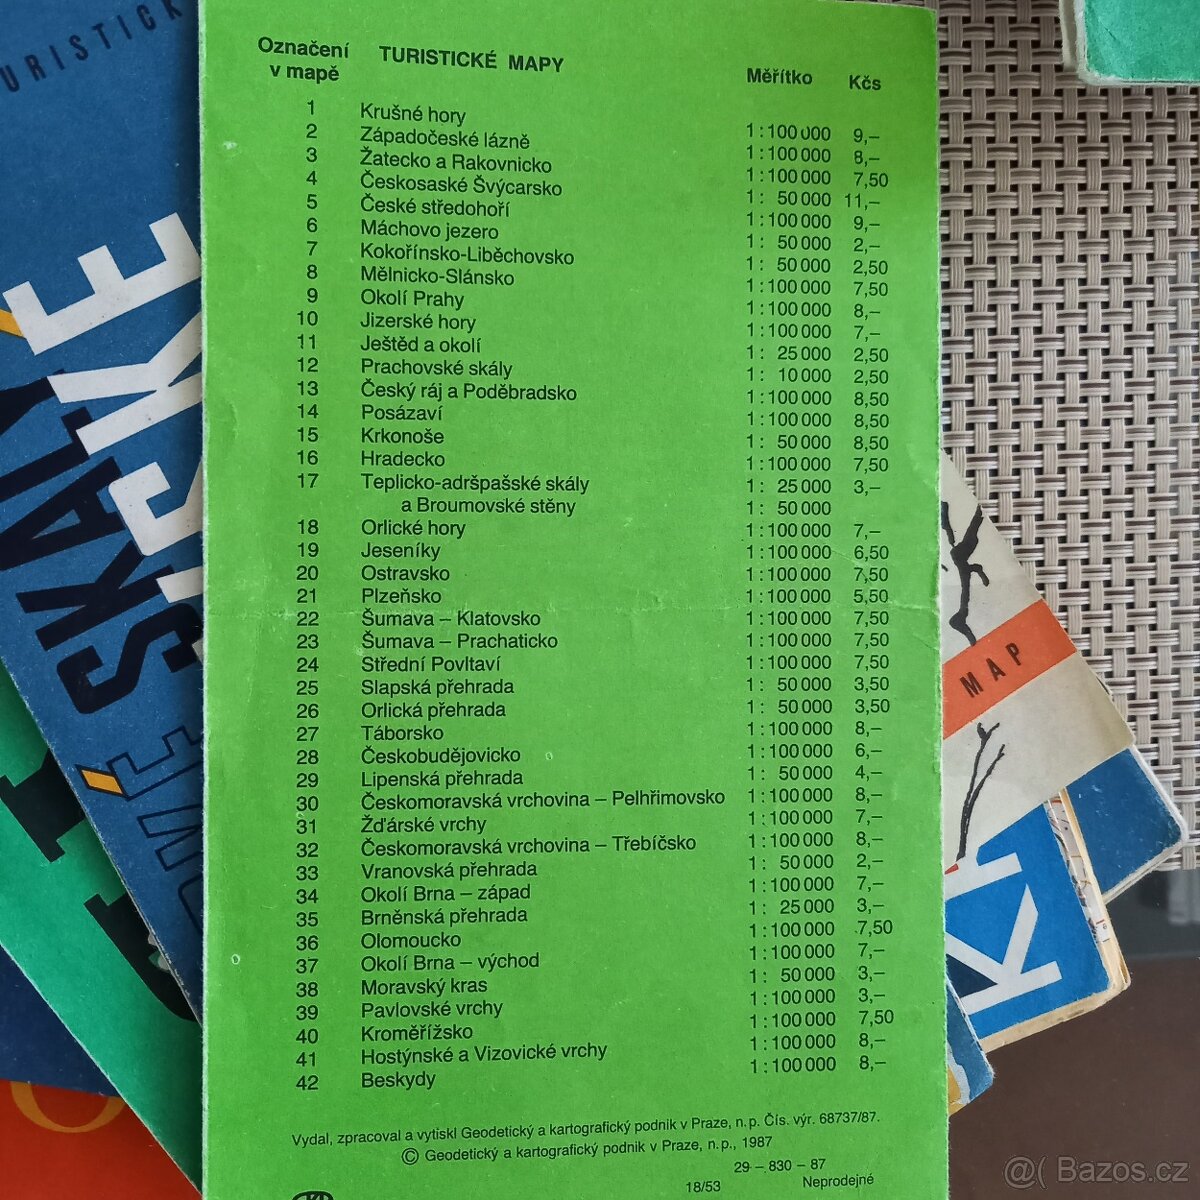 Označení v mapě TURISTICKÉ MAPY Měřítko Kčs
1 Krušné hory 1:100 000 9,–
2 Západočeské lázně 1:100 000 8,–
3 Žatecko a Rakovnicko 1:100 000 7,50
4 Českosaské Švýcarsko 1: 50 000 11,–
5 České středohoří 1:100 000 9,–
6 Máchovo jezero 1: 50 000 2,–
7 Kokořínsko-Liběchovsko 1: 50 000 2,50
8 Mělnicko-Slánsko 1:100 000 7,50
9 Okolí Prahy 1:100 000 8,–
10 Jizerské hory 1:100 000 7,–
11 Ještěd a okolí 1: 25 000 2,50
12 Prachovské skály 1: 10 000 2,50
13 Český ráj a Poděbradsko 1:100 000 8,50
14 Posázaví 1:100 000 8,50
15 Krkonoše 1: 50 000 8,50
16 Hradecko 1:100 000 7,50
17 Teplicko-adršpašské skály 1: 25 000 3,–
a Broumovské stěny 1: 50 000
18 Orlické hory 1:100 000 7,–
19 Jeseníky 1:100 000 6,50
20 Ostravsko 1:100 000 7,50
21 Plzeňsko 1:100 000 5,50
22 Šumava – Klatovsko 1:100 000 7,50
23 Šumava – Prachaticko 1:100 000 7,50
24 Střední Povltaví 1:100 000 7,50
25 Slapská přehrada 1: 50 000 3,50
26 Orlická přehrada 1: 50 000 3,50
27 Táborsko 1:100 000 8,–
28 Českobudějovicko 1:100 000 6,–
29 Lipenská přehrada 1: 50 000 4,–
30 Českomoravská vrchovina – Pelhřimovsko 1:100 000 8,–
31 Žďárské vrchy 1:100 000 7,–
32 Českomoravská vrchovina – Třebíčsko 1:100 000 8,–
33 Vranovská přehrada 1: 50 000 2,–
34 Okolí Brna – západ 1:100 000 7,–
35 Brněnská přehrada 1: 25 000 3,–
36 Olomoucko 1:100 000 7,50
37 Okolí Brna – východ 1:100 000 7,–
38 Moravský kras 1: 50 000 3,–
39 Pavlovské vrchy 1:100 000 3,–
40 Kroměřížsko 1:100 000 7,50
41 Hostýnské a Vizovické vrchy 1:100 000 8,–
42 Beskydy 1:100 000 8,–
Vydal, zpracoval a vytiskl Geodetický a kartografický podnik v Praze, n. p. Čís. výr. 68737/87.
© Geodetický a kartografický podnik v Praze, n. p., 1987
29 – 830 – 87
18/53 Neprodejné
SKALY
MAP
@( Bazos.cz